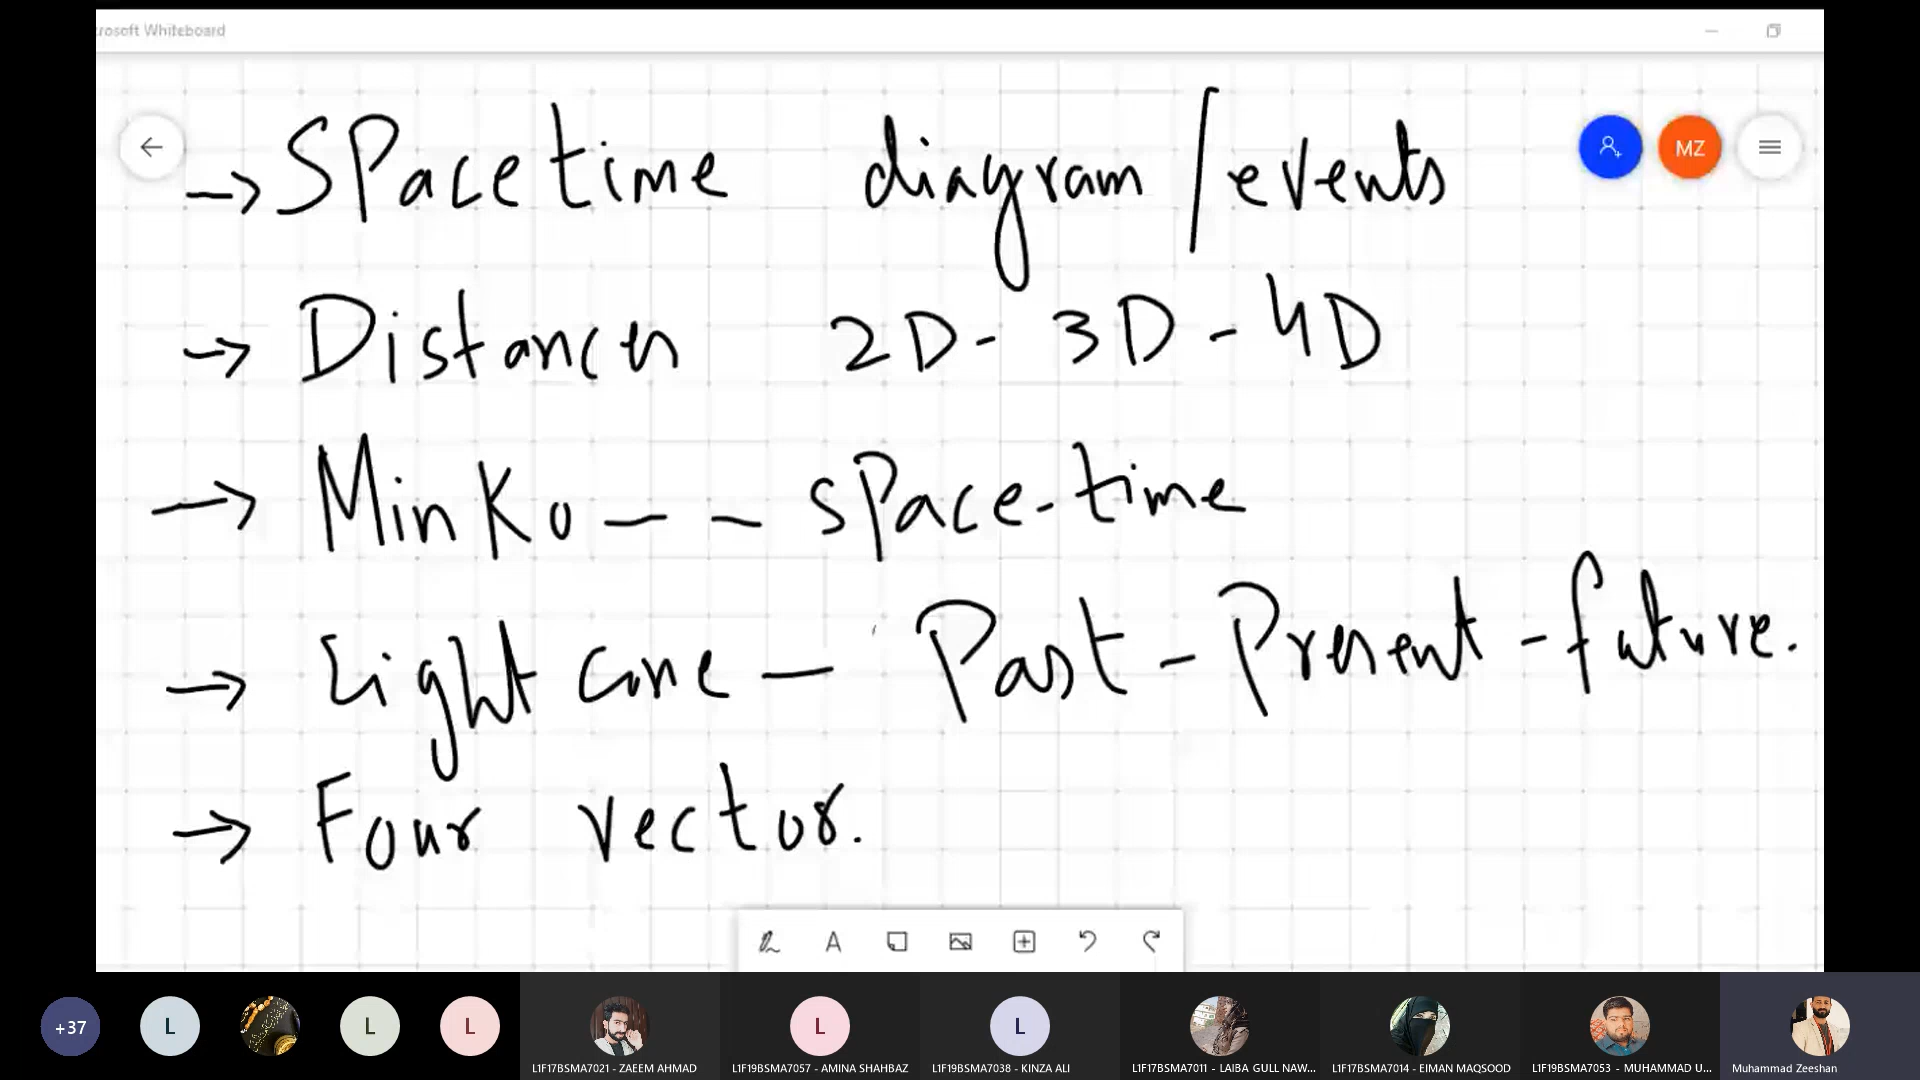 crosoft Whiteboard
→ SPacetime diagram / events
MZ
→ Distances 2D - 3D - 4D
→ MinKo - - sPace-time
→ Light Cone - Past - Present - future.
→ Four vector.
A
+37
L
L
L
L
L
L1F17BSMA7021 - ZAEEM AHMAD
L1F19BSMA7057 - AMINA SHAHBAZ
L1F19BSMA7038 - KINZA ALI
L1F17BSMA7011 - LAIBA GULL NAW...
L1F17BSMA7014 - EIMAN MAQSOOD
L1F19BSMA7053 - MUHAMMAD U...
Muhammad Zeeshan